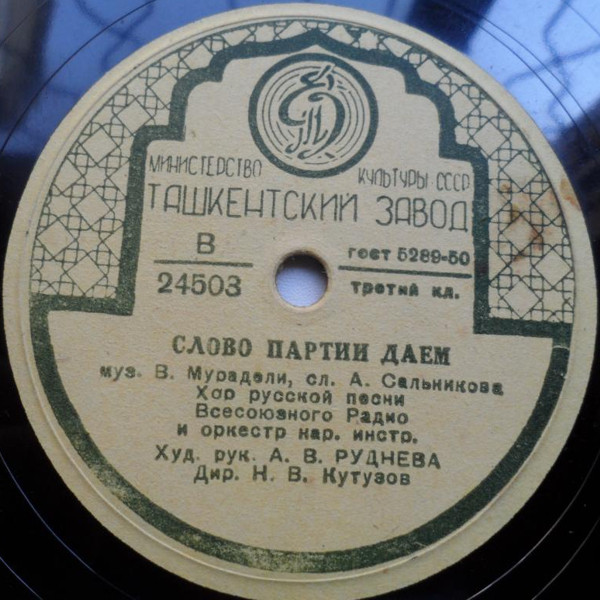 МИНИСТЕРСТВО КУЛЬТУРЫ СССР
ТАШКЕНТСКИЙ ЗАВОД
В
24503
ГОСТ 5289-50
третий кл.
СЛОВО ПАРТИИ ДАЕМ
муз. В. Мурадели, сл. А. Сальникова
Хор русской песни
Всесоюзного Радио
и оркестр нар. инстр.
Худ. рук. А. В. РУДНЕВА
Дир. Н. В. Кутузов